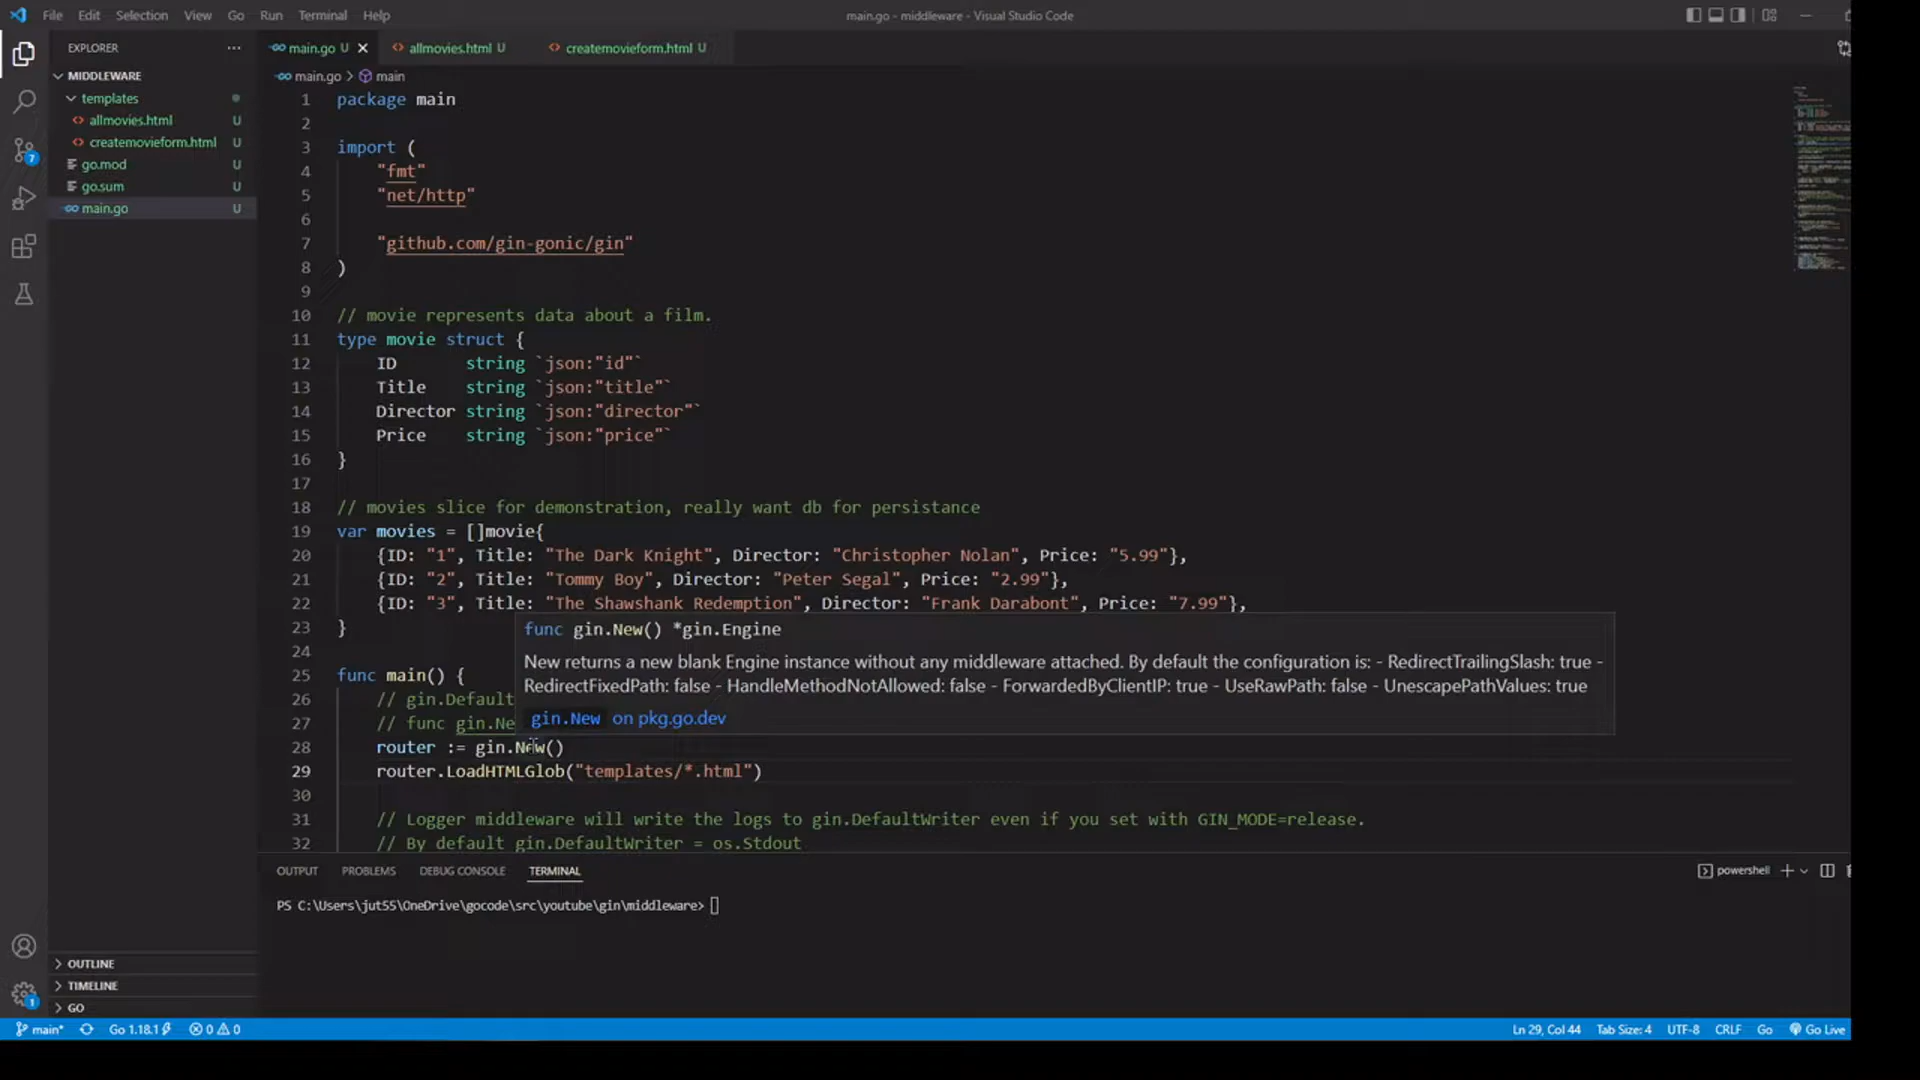 File Edit Selection View Go Run Terminal Help
main.go - middleware - Visual Studio Code
EXPLORER
main.go U
allmovies.html U
createmovieform.html U
MIDDLEWARE
templates
allmovies.html U
createmovieform.html U
go.mod U
go.sum U
main.go U
main.go > main
1 package main
2
3 import (
4 "fmt"
5 "net/http"
6
7 "github.com/gin-gonic/gin"
8 )
9
10 // movie represents data about a film.
11 type movie struct {
12 ID string `json:"id"`
13 Title string `json:"title"`
14 Director string `json:"director"`
15 Price string `json:"price"`
16 }
17
18 // movies slice for demonstration, really want db for persistance
19 var movies = []movie{
20 {ID: "1", Title: "The Dark Knight", Director: "Christopher Nolan", Price: "5.99"},
21 {ID: "2", Title: "Tommy Boy", Director: "Peter Segal", Price: "2.99"},
22 {ID: "3", Title: "The Shawshank Redemption", Director: "Frank Darabont", Price: "7.99"},
23 }
24
func gin.New() *gin.Engine
New returns a new blank Engine instance without any middleware attached. By default the configuration is: - RedirectTrailingSlash: true -
RedirectFixedPath: false - HandleMethodNotAllowed: false - ForwardedByClientIP: true - UseRawPath: false - UnescapePathValues: true
gin.New on pkg.go.dev
25 func main() {
26 // gin.Default
27 // func gin.Ne
28 router := gin.New()
29 router.LoadHTMLGlob("templates/*.html")
30
31 // Logger middleware will write the logs to gin.DefaultWriter even if you set with GIN_MODE=release.
32 // By default gin.DefaultWriter = os.Stdout
OUTPUT PROBLEMS DEBUG CONSOLE TERMINAL
powershell
PS C:\Users\jut55\OneDrive\gocode\src\youtube\gin\middleware>
OUTLINE
TIMELINE
GO
7
1
main* Go 1.18.1 0 0
Ln 29, Col 44 Tab Size: 4 UTF-8 CRLF Go Go Live